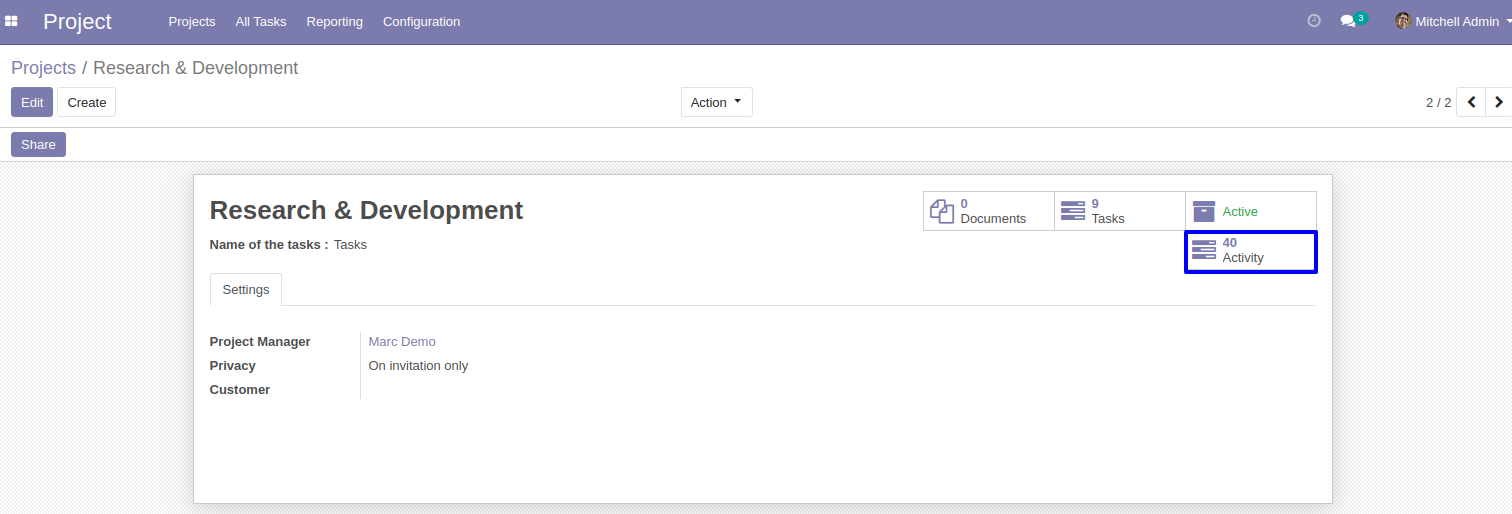 Project Projects All Tasks Reporting Configuration 3 Mitchell Admin
Projects / Research & Development
Edit Create Action 2 / 2
Share
Research & Development
0
Documents
9
Tasks
Active
Name of the tasks : Tasks
40
Activity
Settings
Project Manager Marc Demo
Privacy On invitation only
Customer